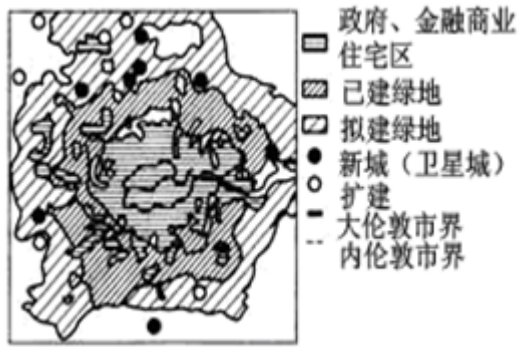 政府、金融商业
住宅区
已建绿地
拟建绿地
新城（卫星城）
扩建
大伦敦市界
内伦敦市界